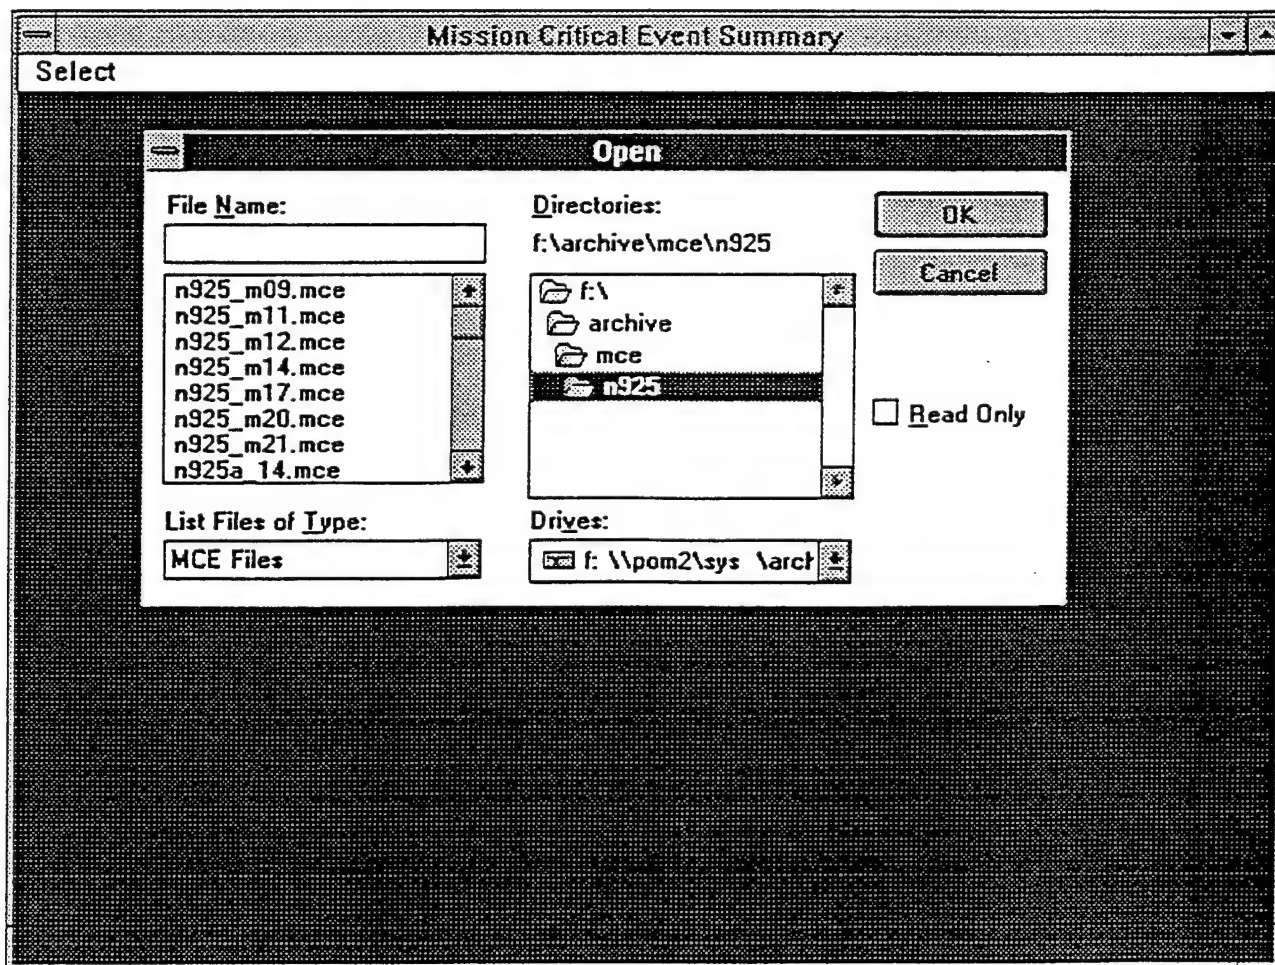 Mission Critical Event Summary
Select
Open
File Name:
n925_m09.mce
n925_m11.mce
n925_m12.mce
n925_m14.mce
n925_m17.mce
n925_m20.mce
n925_m21.mce
n925a_14.mce
List Files of Type:
MCE Files
Directories:
f:\archive\mce\n925
f:\
archive
mce
n925
Drives:
f: \\pom2\sys \arch
OK
Cancel
Read Only